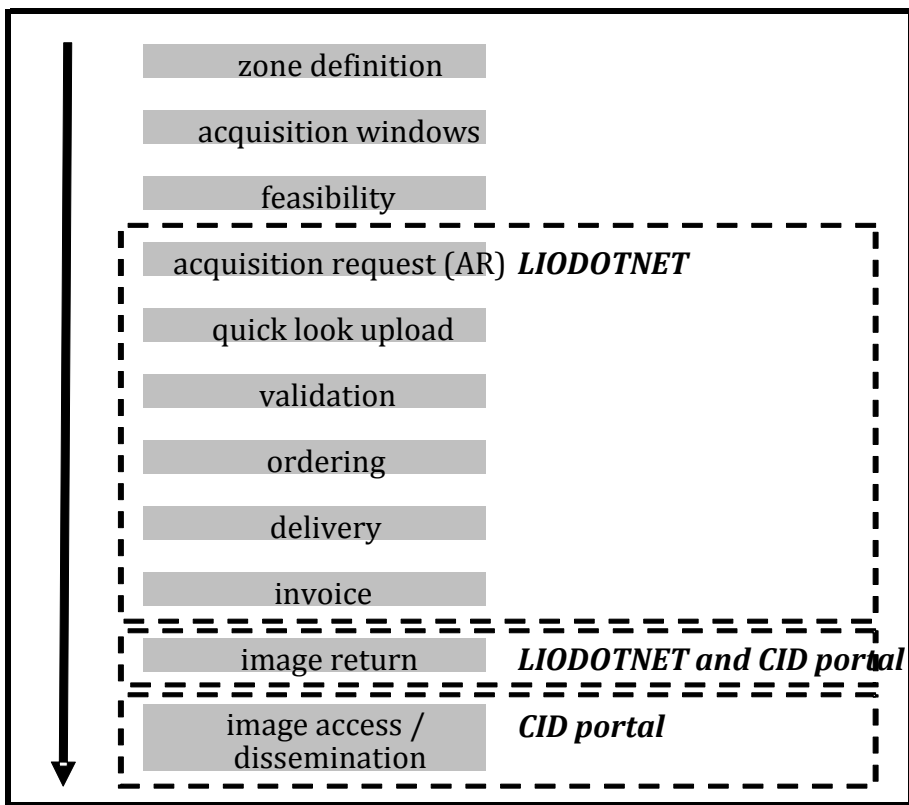 zone definition
acquisition windows
feasibility
acquisition request (AR) LIODOTNET
quick look upload
validation
ordering
delivery
invoice
image return LIODOTNET and CID portal
image access / CID portal
dissemination